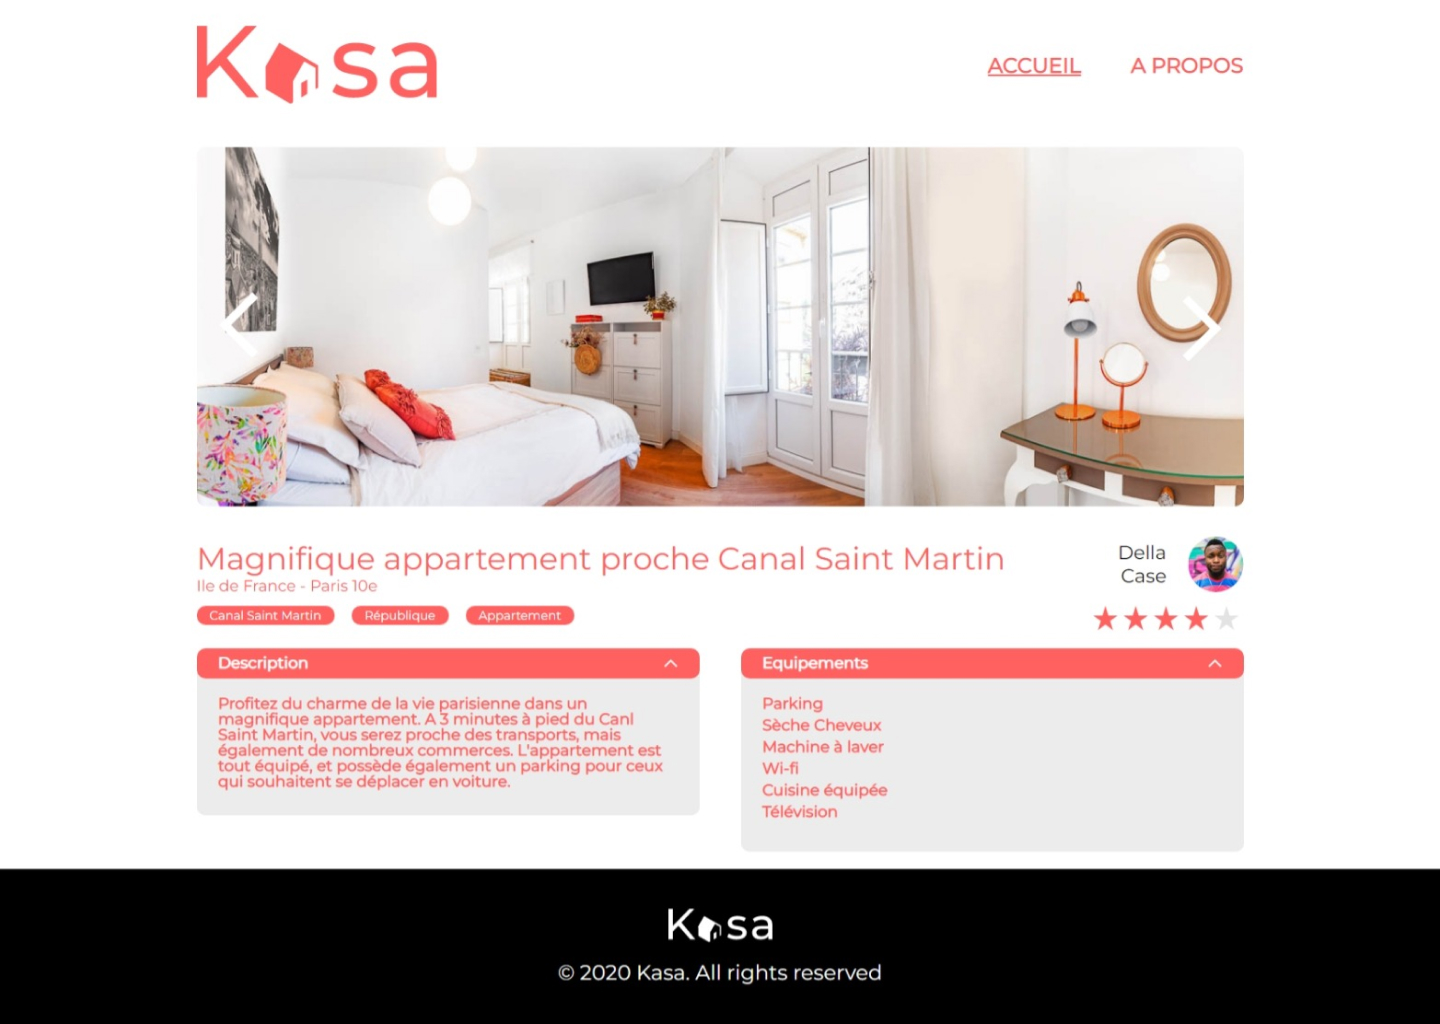 Kasa
ACCUEIL A PROPOS
Magnifique appartement proche Canal Saint Martin
Ile de France - Paris 10e
Canal Saint Martin République Appartement
Della
Case
Description
Profitez du charme de la vie parisienne dans un
magnifique appartement. A 3 minutes à pied du Canl
Saint Martin, vous serez proche des transports, mais
également de nombreux commerces. L'appartement est
tout équipé, et possède également un parking pour ceux
qui souhaitent se déplacer en voiture.
Equipements
Parking
Sèche Cheveux
Machine à laver
Wi-fi
Cuisine équipée
Télévision
Kasa
© 2020 Kasa. All rights reserved